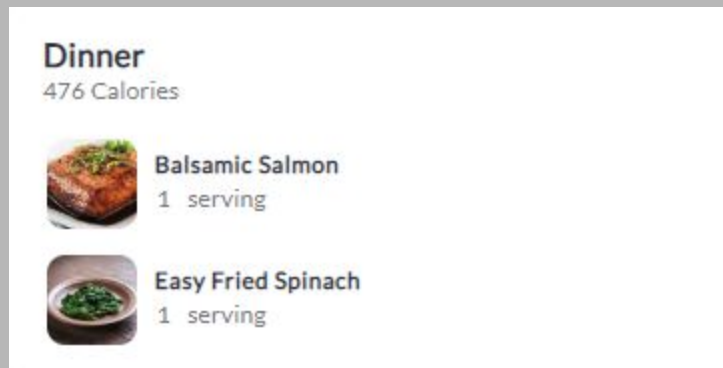 Dinner
476 Calories
Balsamic Salmon
1 serving
Easy Fried Spinach
1 serving